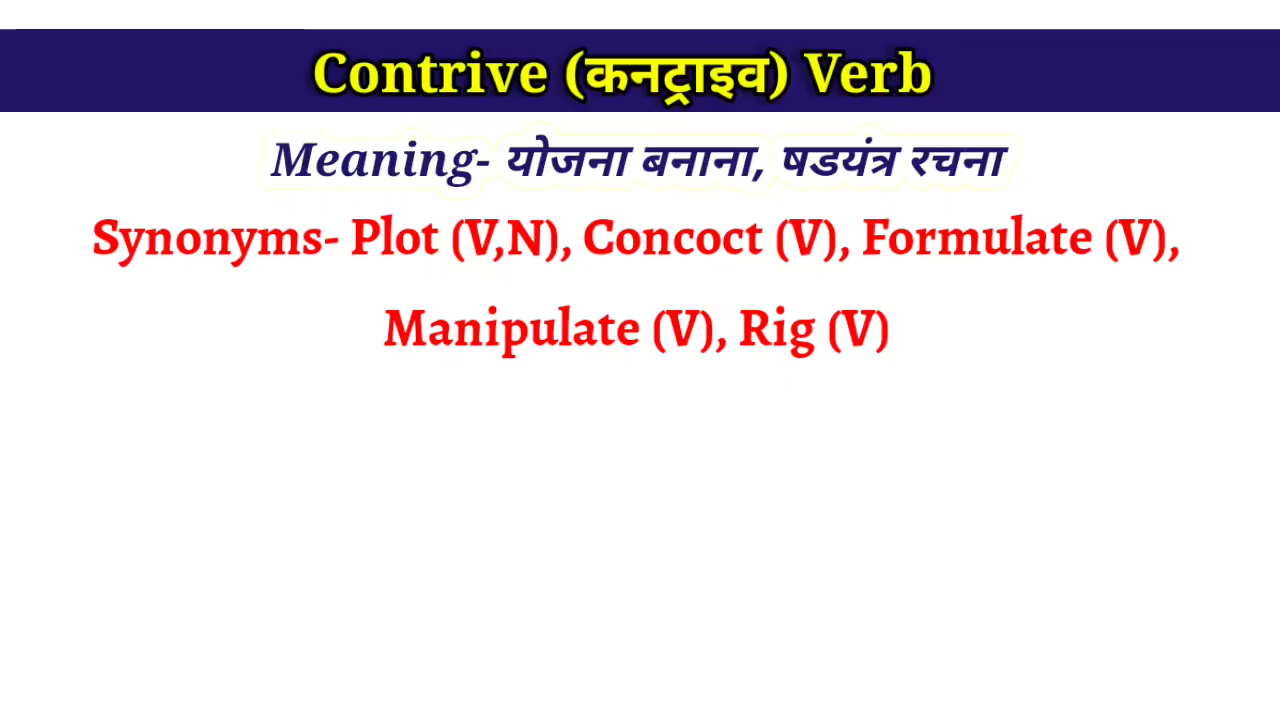 Contrive (कनट्राइव) Verb
Meaning- योजना बनाना, षडयंत्र रचना
Synonyms- Plot (V,N), Concoct (V), Formulate (V),
Manipulate (V), Rig (V)